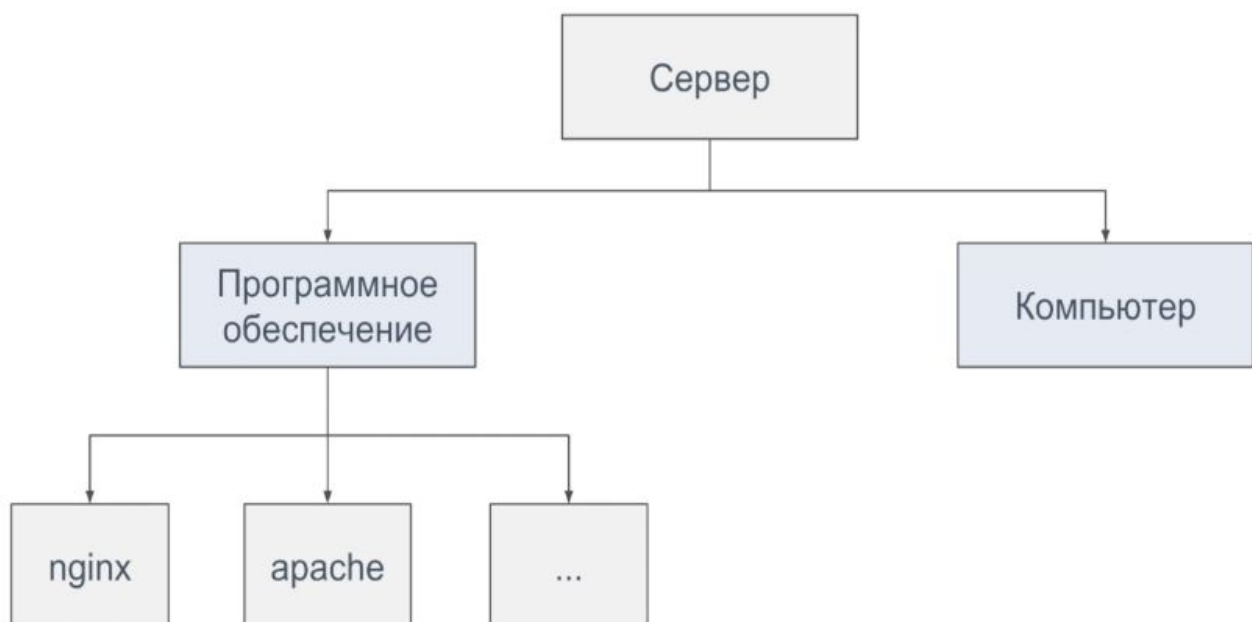 Сервер
Программное
обеспечение
Компьютер
nginx
apache
...